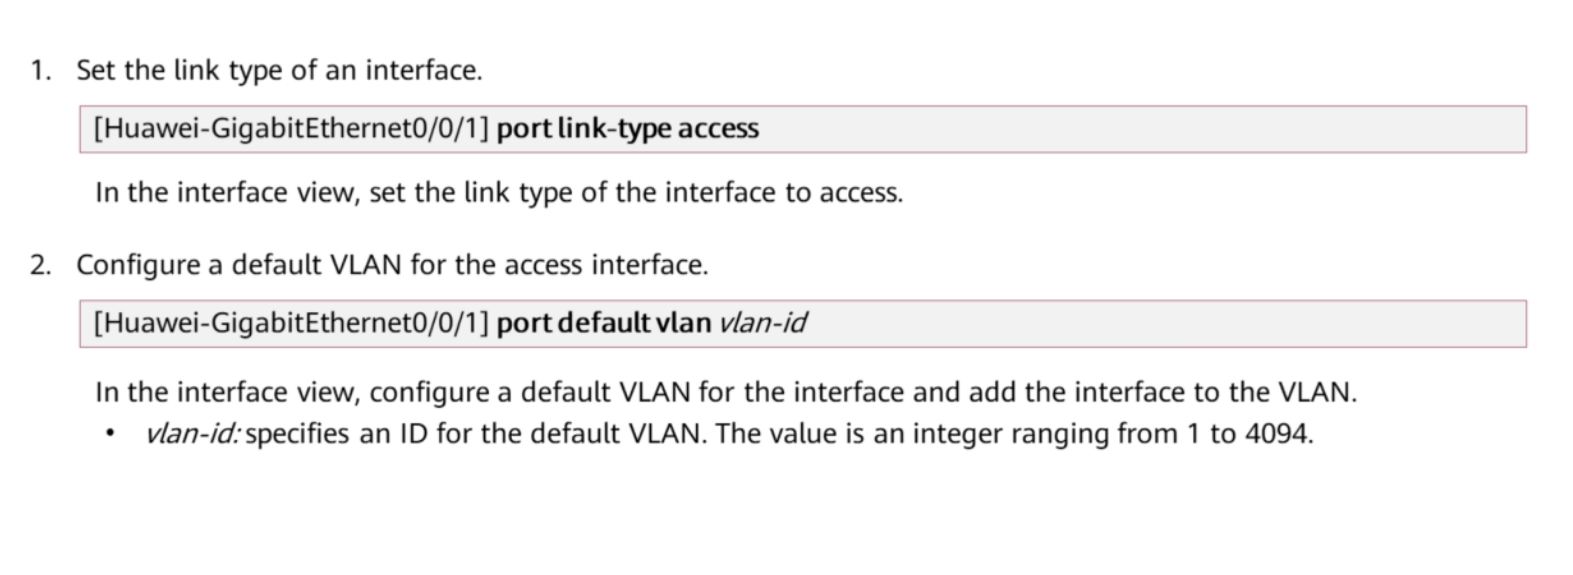 1. Set the link type of an interface.
[Huawei-GigabitEthernet0/0/1] port link-type access
In the interface view, set the link type of the interface to access.
2. Configure a default VLAN for the access interface.
[Huawei-GigabitEthernet0/0/1] port default vlan vlan-id
In the interface view, configure a default VLAN for the interface and add the interface to the VLAN.
• vlan-id: specifies an ID for the default VLAN. The value is an integer ranging from 1 to 4094.